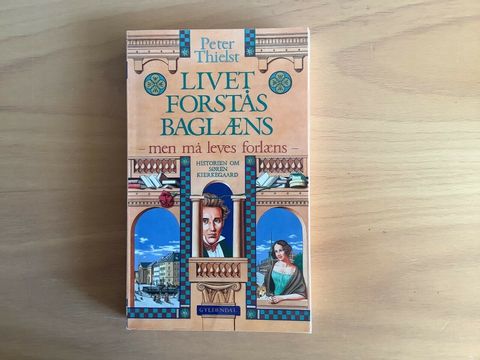 Peter
Thielst
LIVET
FORSTÅS
BAGLÆNS
- men må leves forlæns -
HISTORIEN OM
SØREN
KIERKEGAARD
GYLDENDAL